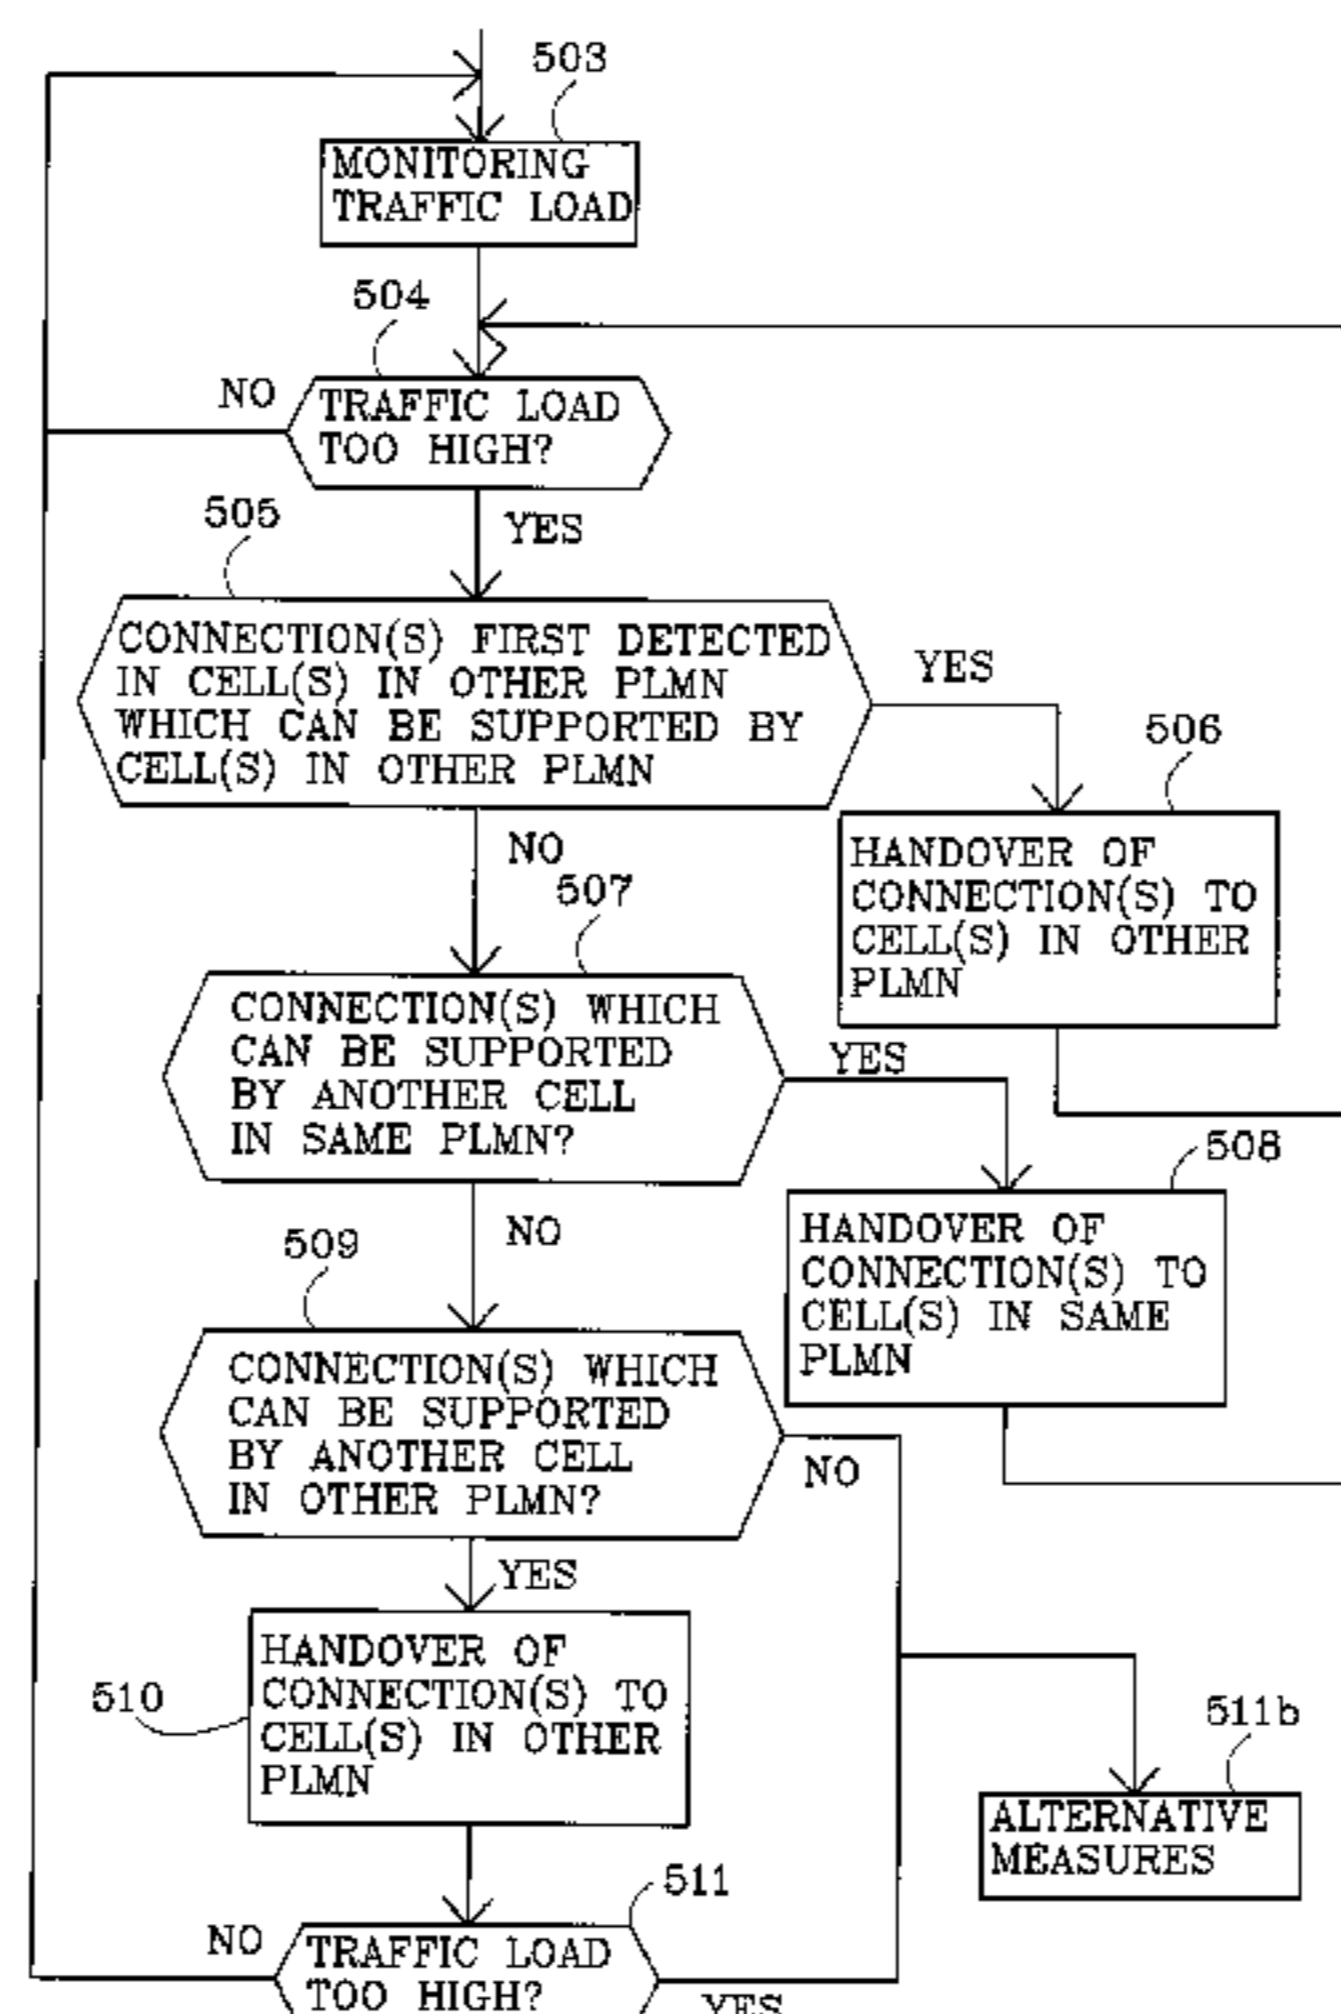 503
MONITORING
TRAFFIC LOAD
504
NO
TRAFFIC LOAD
TOO HIGH?
YES
505
CONNECTION(S) FIRST DETECTED
IN CELL(S) IN OTHER PLMN
WHICH CAN BE SUPPORTED BY
CELL(S) IN OTHER PLMN
YES
506
HANDOVER OF
CONNECTION(S) TO
CELL(S) IN OTHER
PLMN
NO
507
CONNECTION(S) WHICH
CAN BE SUPPORTED
BY ANOTHER CELL
IN SAME PLMN?
YES
508
HANDOVER OF
CONNECTION(S) TO
CELL(S) IN SAME
PLMN
NO
509
CONNECTION(S) WHICH
CAN BE SUPPORTED
BY ANOTHER CELL
IN OTHER PLMN?
NO
YES
510
HANDOVER OF
CONNECTION(S) TO
CELL(S) IN OTHER
PLMN
511b
ALTERNATIVE
MEASURES
511
NO
TRAFFIC LOAD
TOO HIGH?
YES